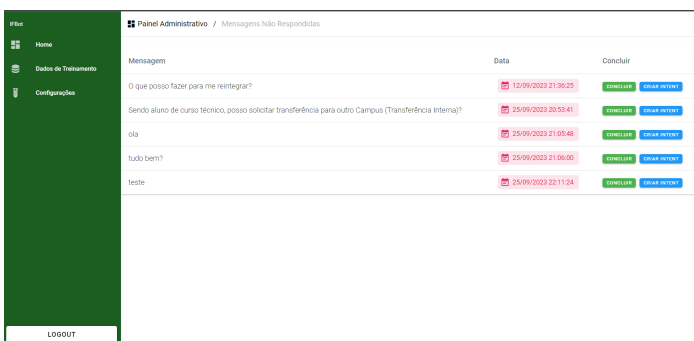 IFBot
Home
Dados de Treinamento
Configurações
LOGOUT
Painel Administrativo / Mensagens Não Respondidas
Mensagem Data Concluir
O que posso fazer para me reintegrar? 12/09/2023 21:36:25 CONCLUIR CRIAR INTENT
Sendo aluno de curso técnico, posso solicitar transferência para outro Campus (Transferência Interna)? 25/09/2023 20:53:41 CONCLUIR CRIAR INTENT
ola 25/09/2023 21:05:48 CONCLUIR CRIAR INTENT
tudo bem? 25/09/2023 21:06:00 CONCLUIR CRIAR INTENT
teste 25/09/2023 22:11:24 CONCLUIR CRIAR INTENT